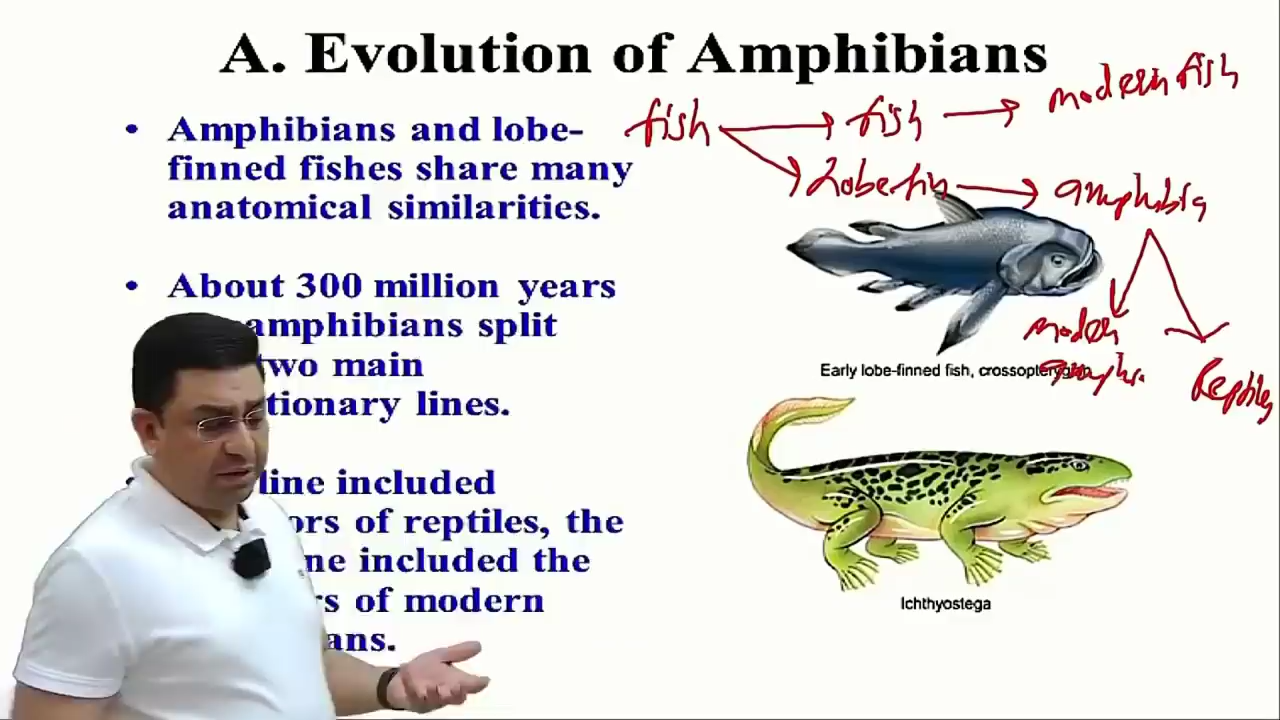 A. Evolution of Amphibians
• Amphibians and lobe-
finned fishes share many
anatomical similarities.
• About 300 million years
amphibians split
two main
tionary lines.
line included
ors of reptiles, the
ne included the
rs of modern
ans.
fish → fish → modern fish
Lobe fin → amphibia
modern
Reptiles
Early lobe-finned fish,
Ichthyostega